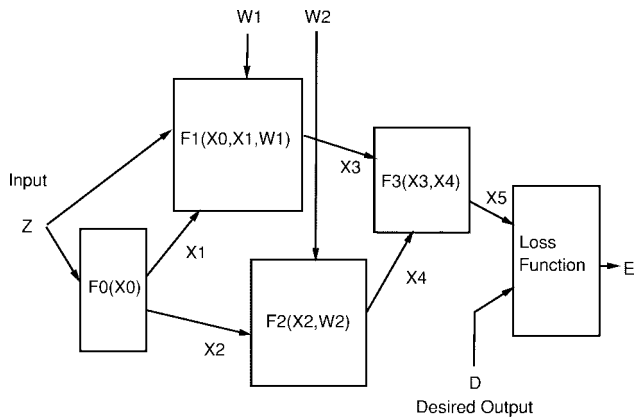 W1
W2
F1(X0,X1,W1)
X3
F3(X3,X4)
Input
X5
Z
X1
Loss
Function
E
F0(X0)
X4
F2(X2,W2)
X2
D
Desired Output